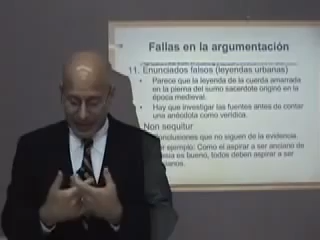 Fallas en la argumentación
11. Enunciados falsos (leyendas urbanas)
• Parece que la leyenda de la cuerda amarrada
en la pierna del sumo sacerdote originó en la
época medieval.
• Hay que investigar las fuentes antes de contar
una anécdota como verídica.
Non sequitur
conclusiones que no siguen de la evidencia.
ejemplo: Como el aspirar a ser anciano de
es bueno, todos deben aspirar a ser